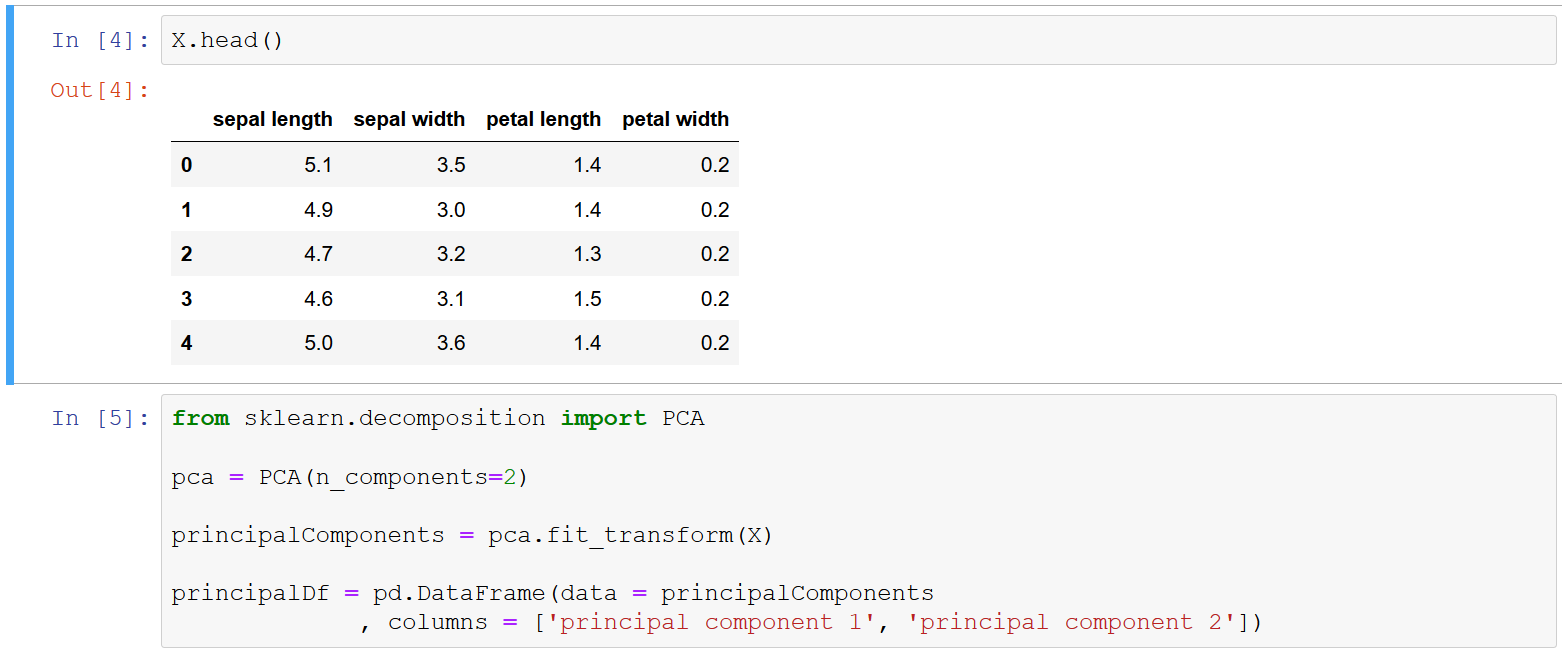 In [4]: X.head()
Out[4]:
sepal length sepal width petal length petal width
0 5.1 3.5 1.4 0.2
1 4.9 3.0 1.4 0.2
2 4.7 3.2 1.3 0.2
3 4.6 3.1 1.5 0.2
4 5.0 3.6 1.4 0.2
In [5]: from sklearn.decomposition import PCA
pca = PCA(n_components=2)
principalComponents = pca.fit_transform(X)
principalDf = pd.DataFrame(data = principalComponents
, columns = ['principal component 1', 'principal component 2'])